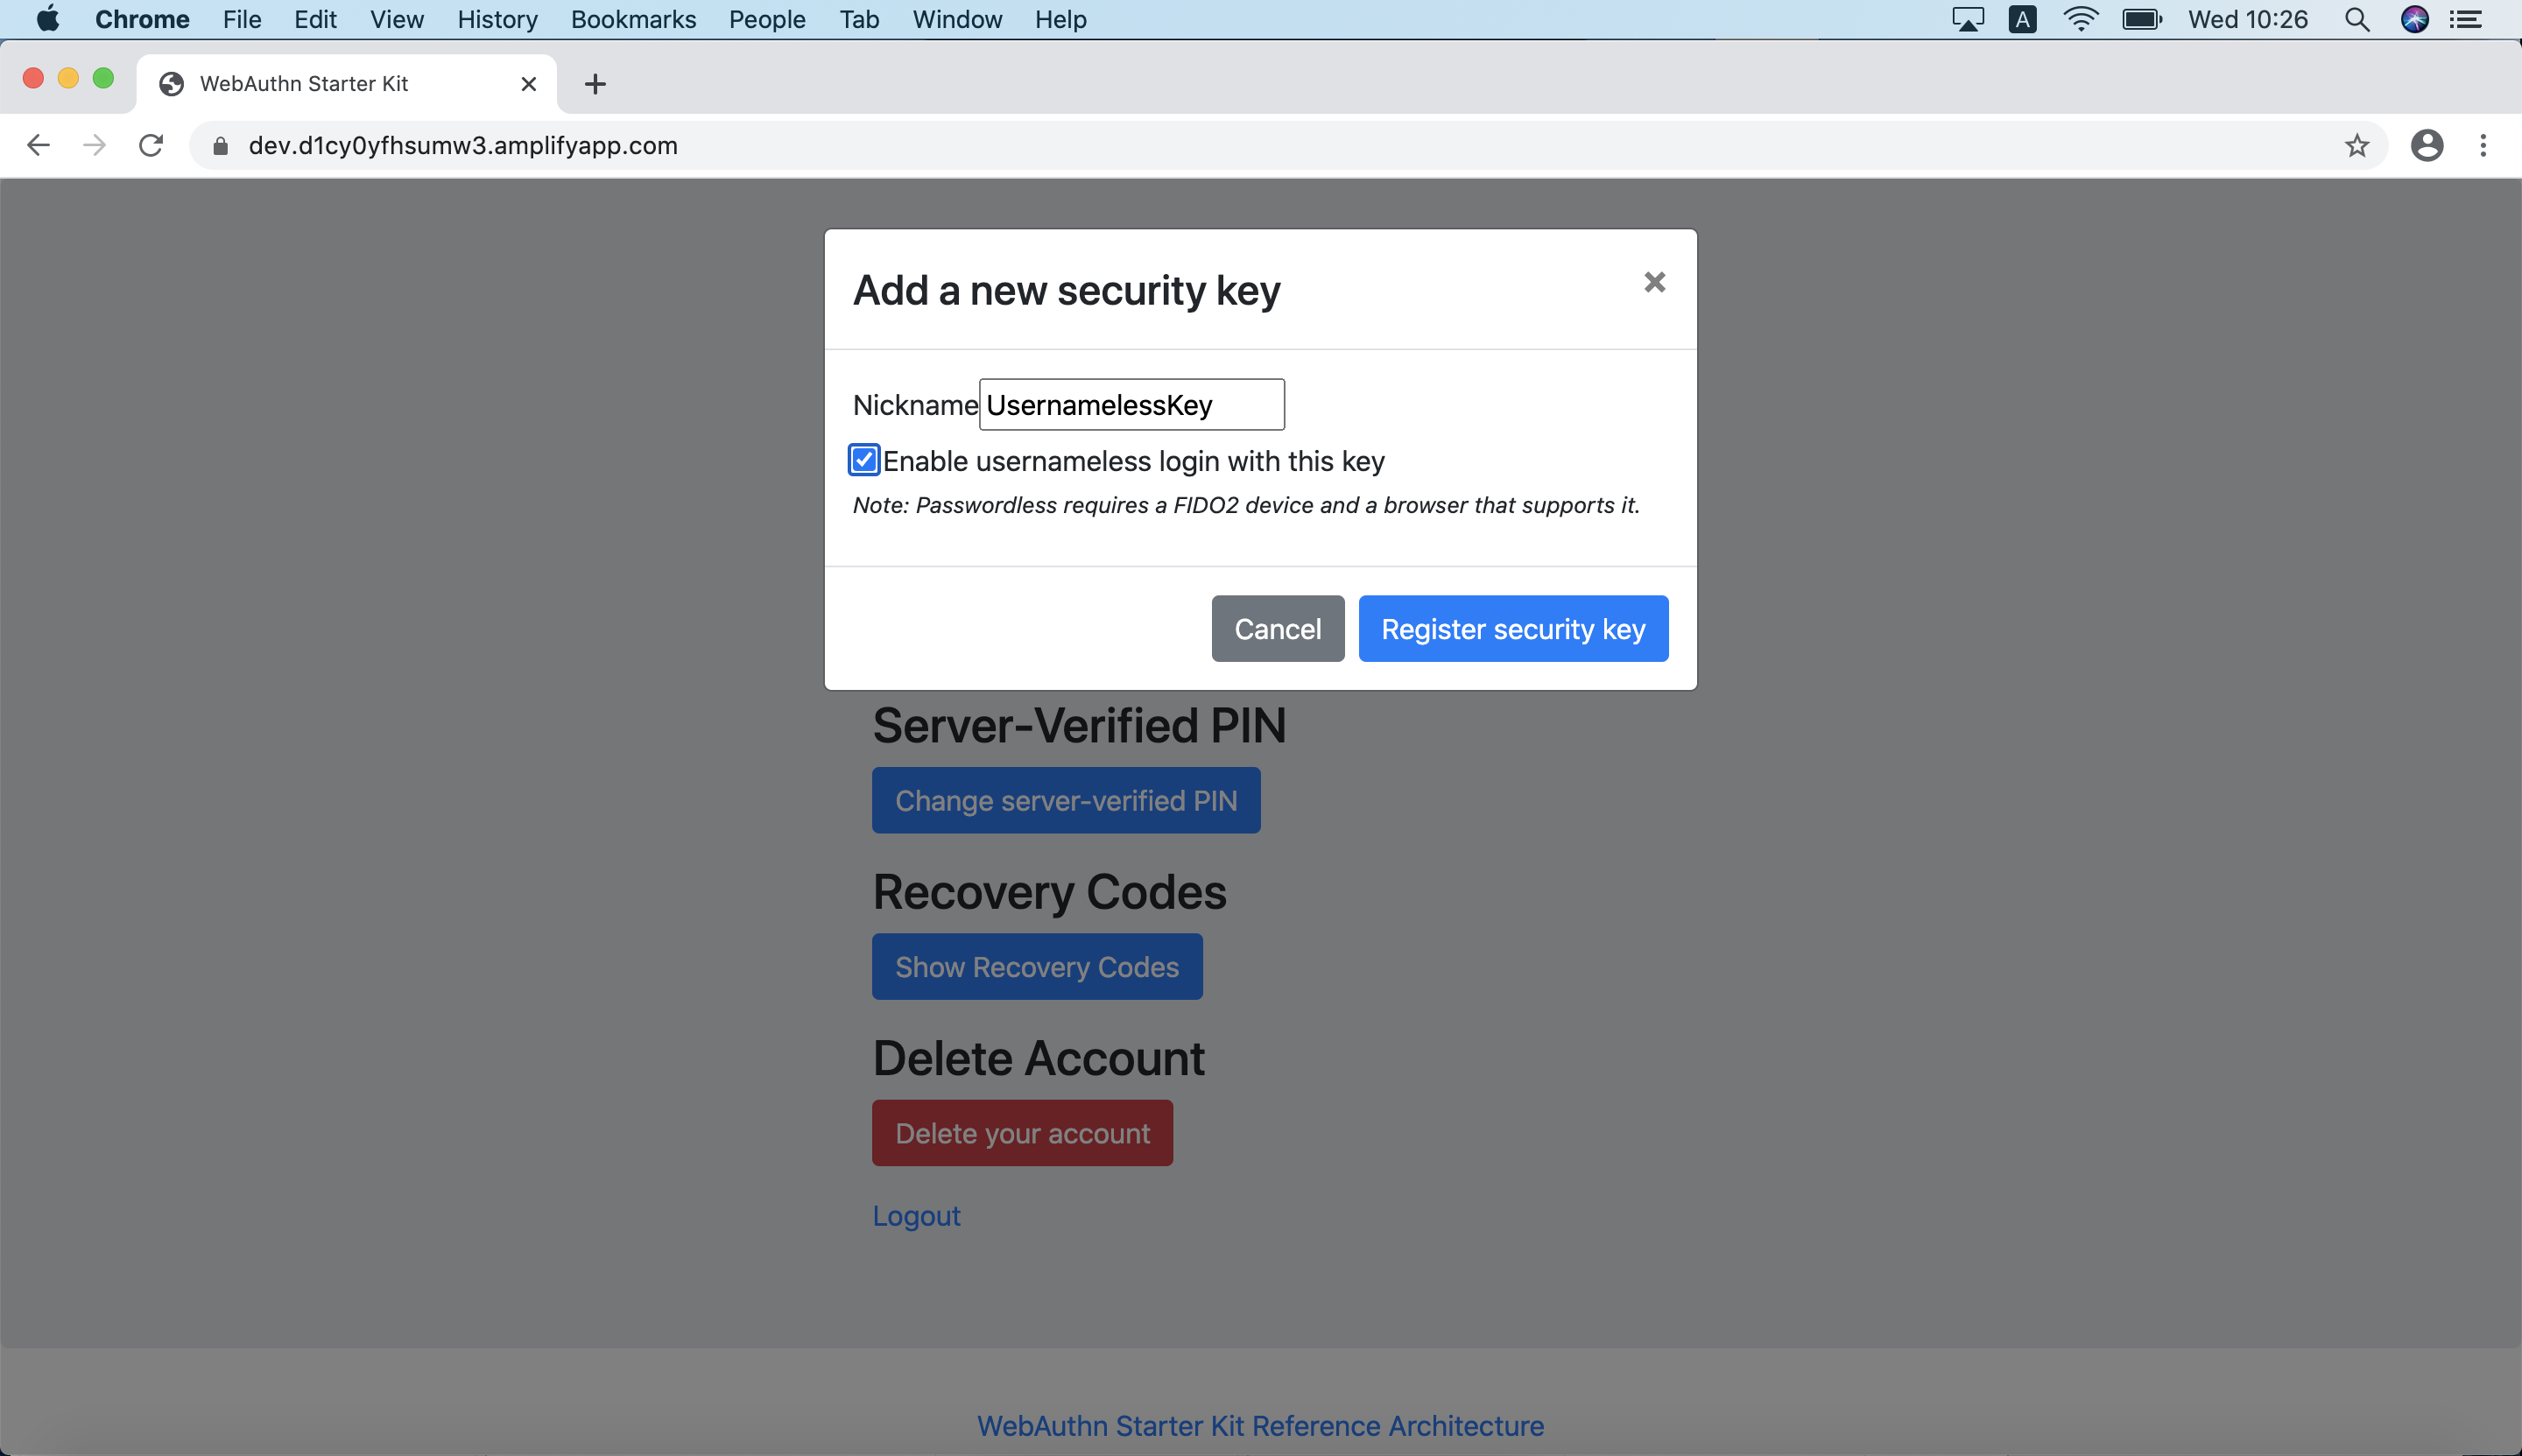 Chrome File Edit View History Bookmarks People Tab Window Help A Wed 10:26
WebAuthn Starter Kit
dev.d1cy0yfhsumw3.amplifyapp.com
Add a new security key
Nickname UsernamelessKey
Enable usernameless login with this key
Note: Passwordless requires a FIDO2 device and a browser that supports it.
Cancel Register security key
Server-Verified PIN
Change server-verified PIN
Recovery Codes
Show Recovery Codes
Delete Account
Delete your account
Logout
WebAuthn Starter Kit Reference Architecture